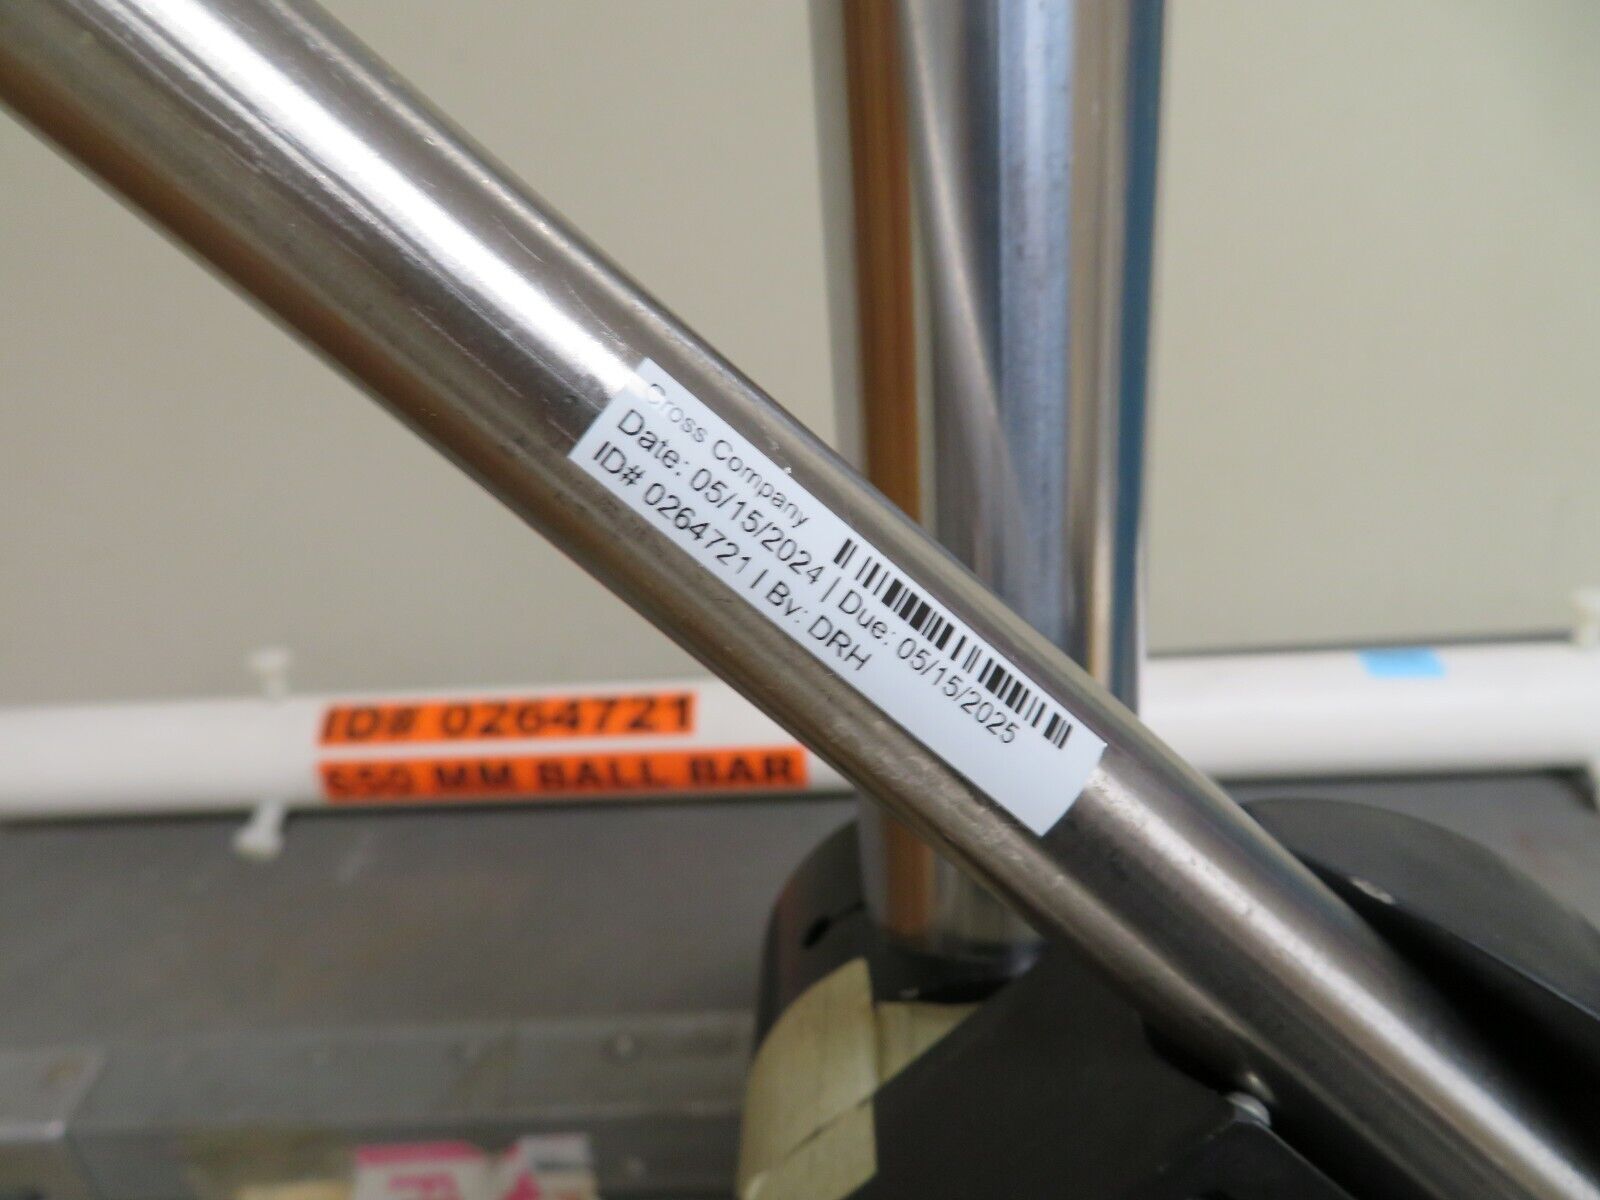 Cross Company
Date: 05/15/2024 | Due: 05/15/2025
ID# 0264721 | By: DRH
ID# 0264721
550 MM BALL BAR